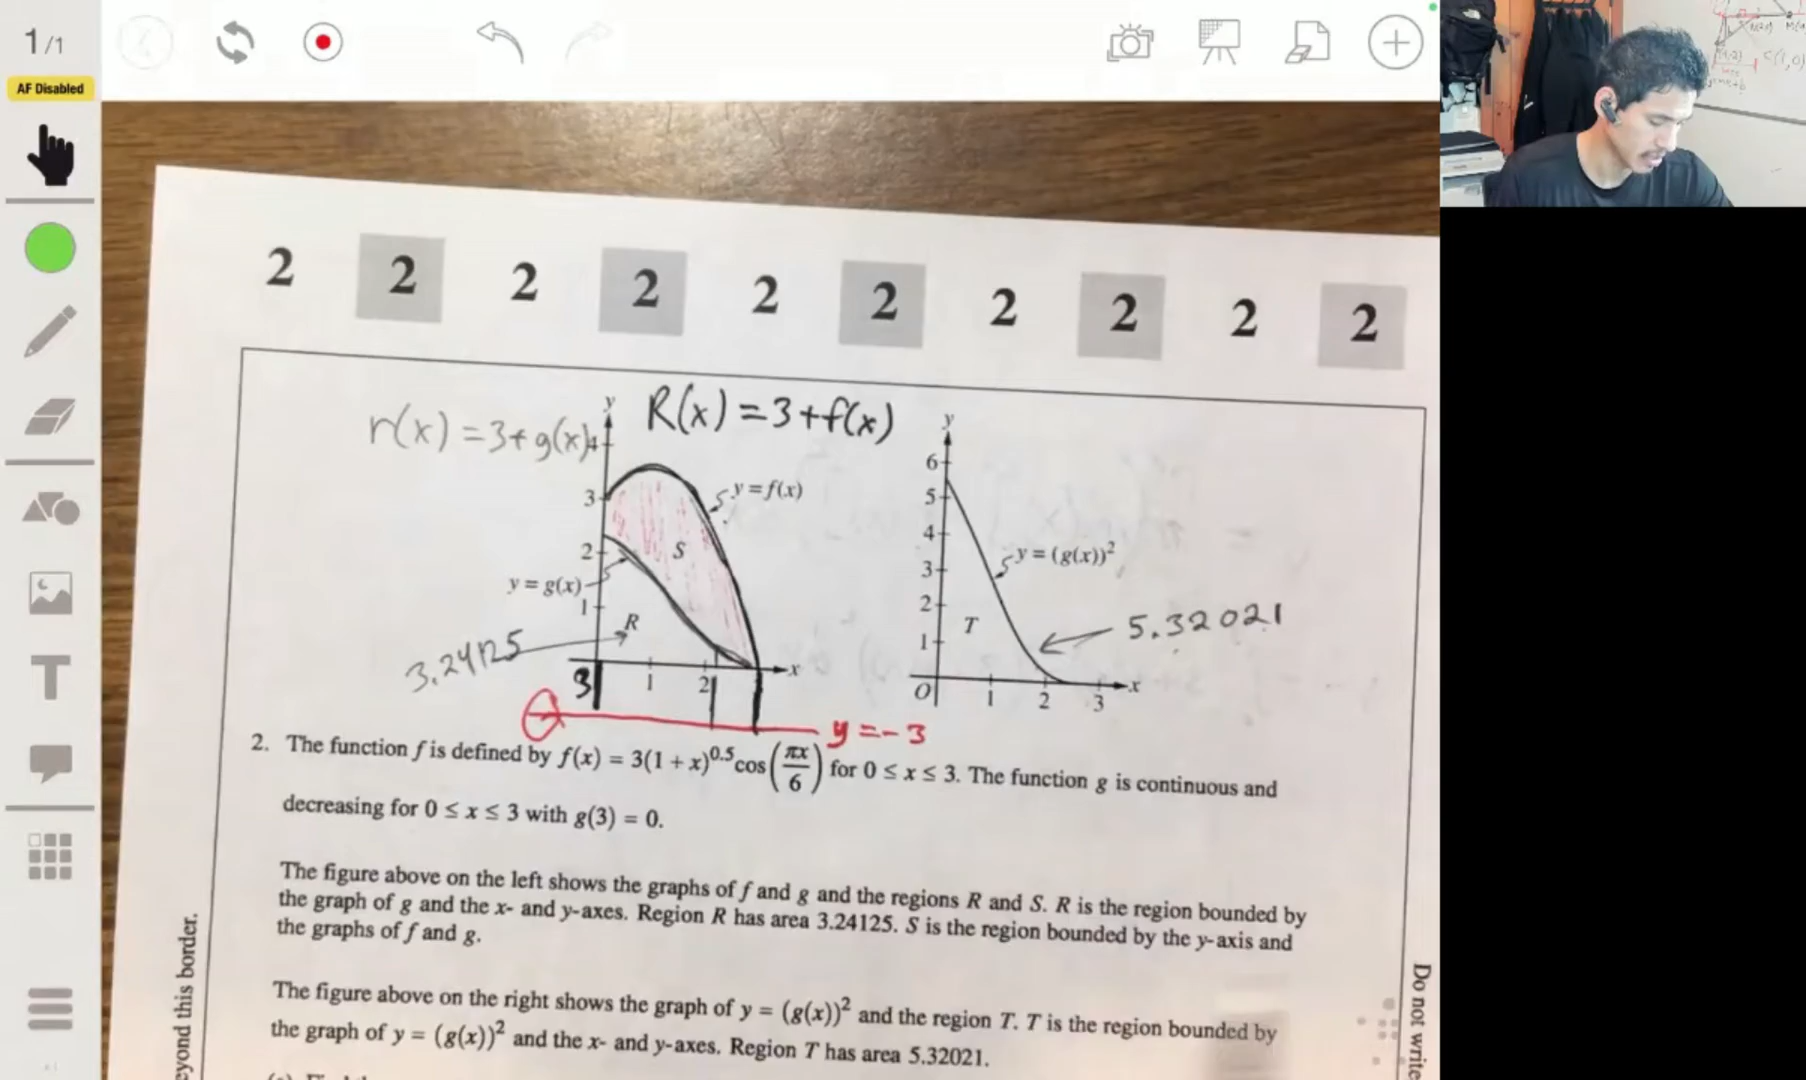 1/1
AF Disabled
2 2 2 2 2 2 2 2 2 2
r(x) = 3+g(x)
R(x) = 3+f(x)
y
4
3
2
1
y = f(x)
S
y = g(x)
R
3.24125
3
1
2
x
y = -3
y
6
5
4
3
2
1
y = (g(x))²
T
5.32021
O
1
2
3
x
2. The function f is defined by f(x) = 3(1 + x)^0.5 cos(πx/6) for 0 ≤ x ≤ 3. The function g is continuous and
decreasing for 0 ≤ x ≤ 3 with g(3) = 0.
The figure above on the left shows the graphs of f and g and the regions R and S. R is the region bounded by
the graph of g and the x- and y-axes. Region R has area 3.24125. S is the region bounded by the y-axis and
the graphs of f and g.
The figure above on the right shows the graph of y = (g(x))² and the region T. T is the region bounded by
the graph of y = (g(x))² and the x- and y-axes. Region T has area 5.32021.
eyond this border.
Do not write
T
C(1,0)